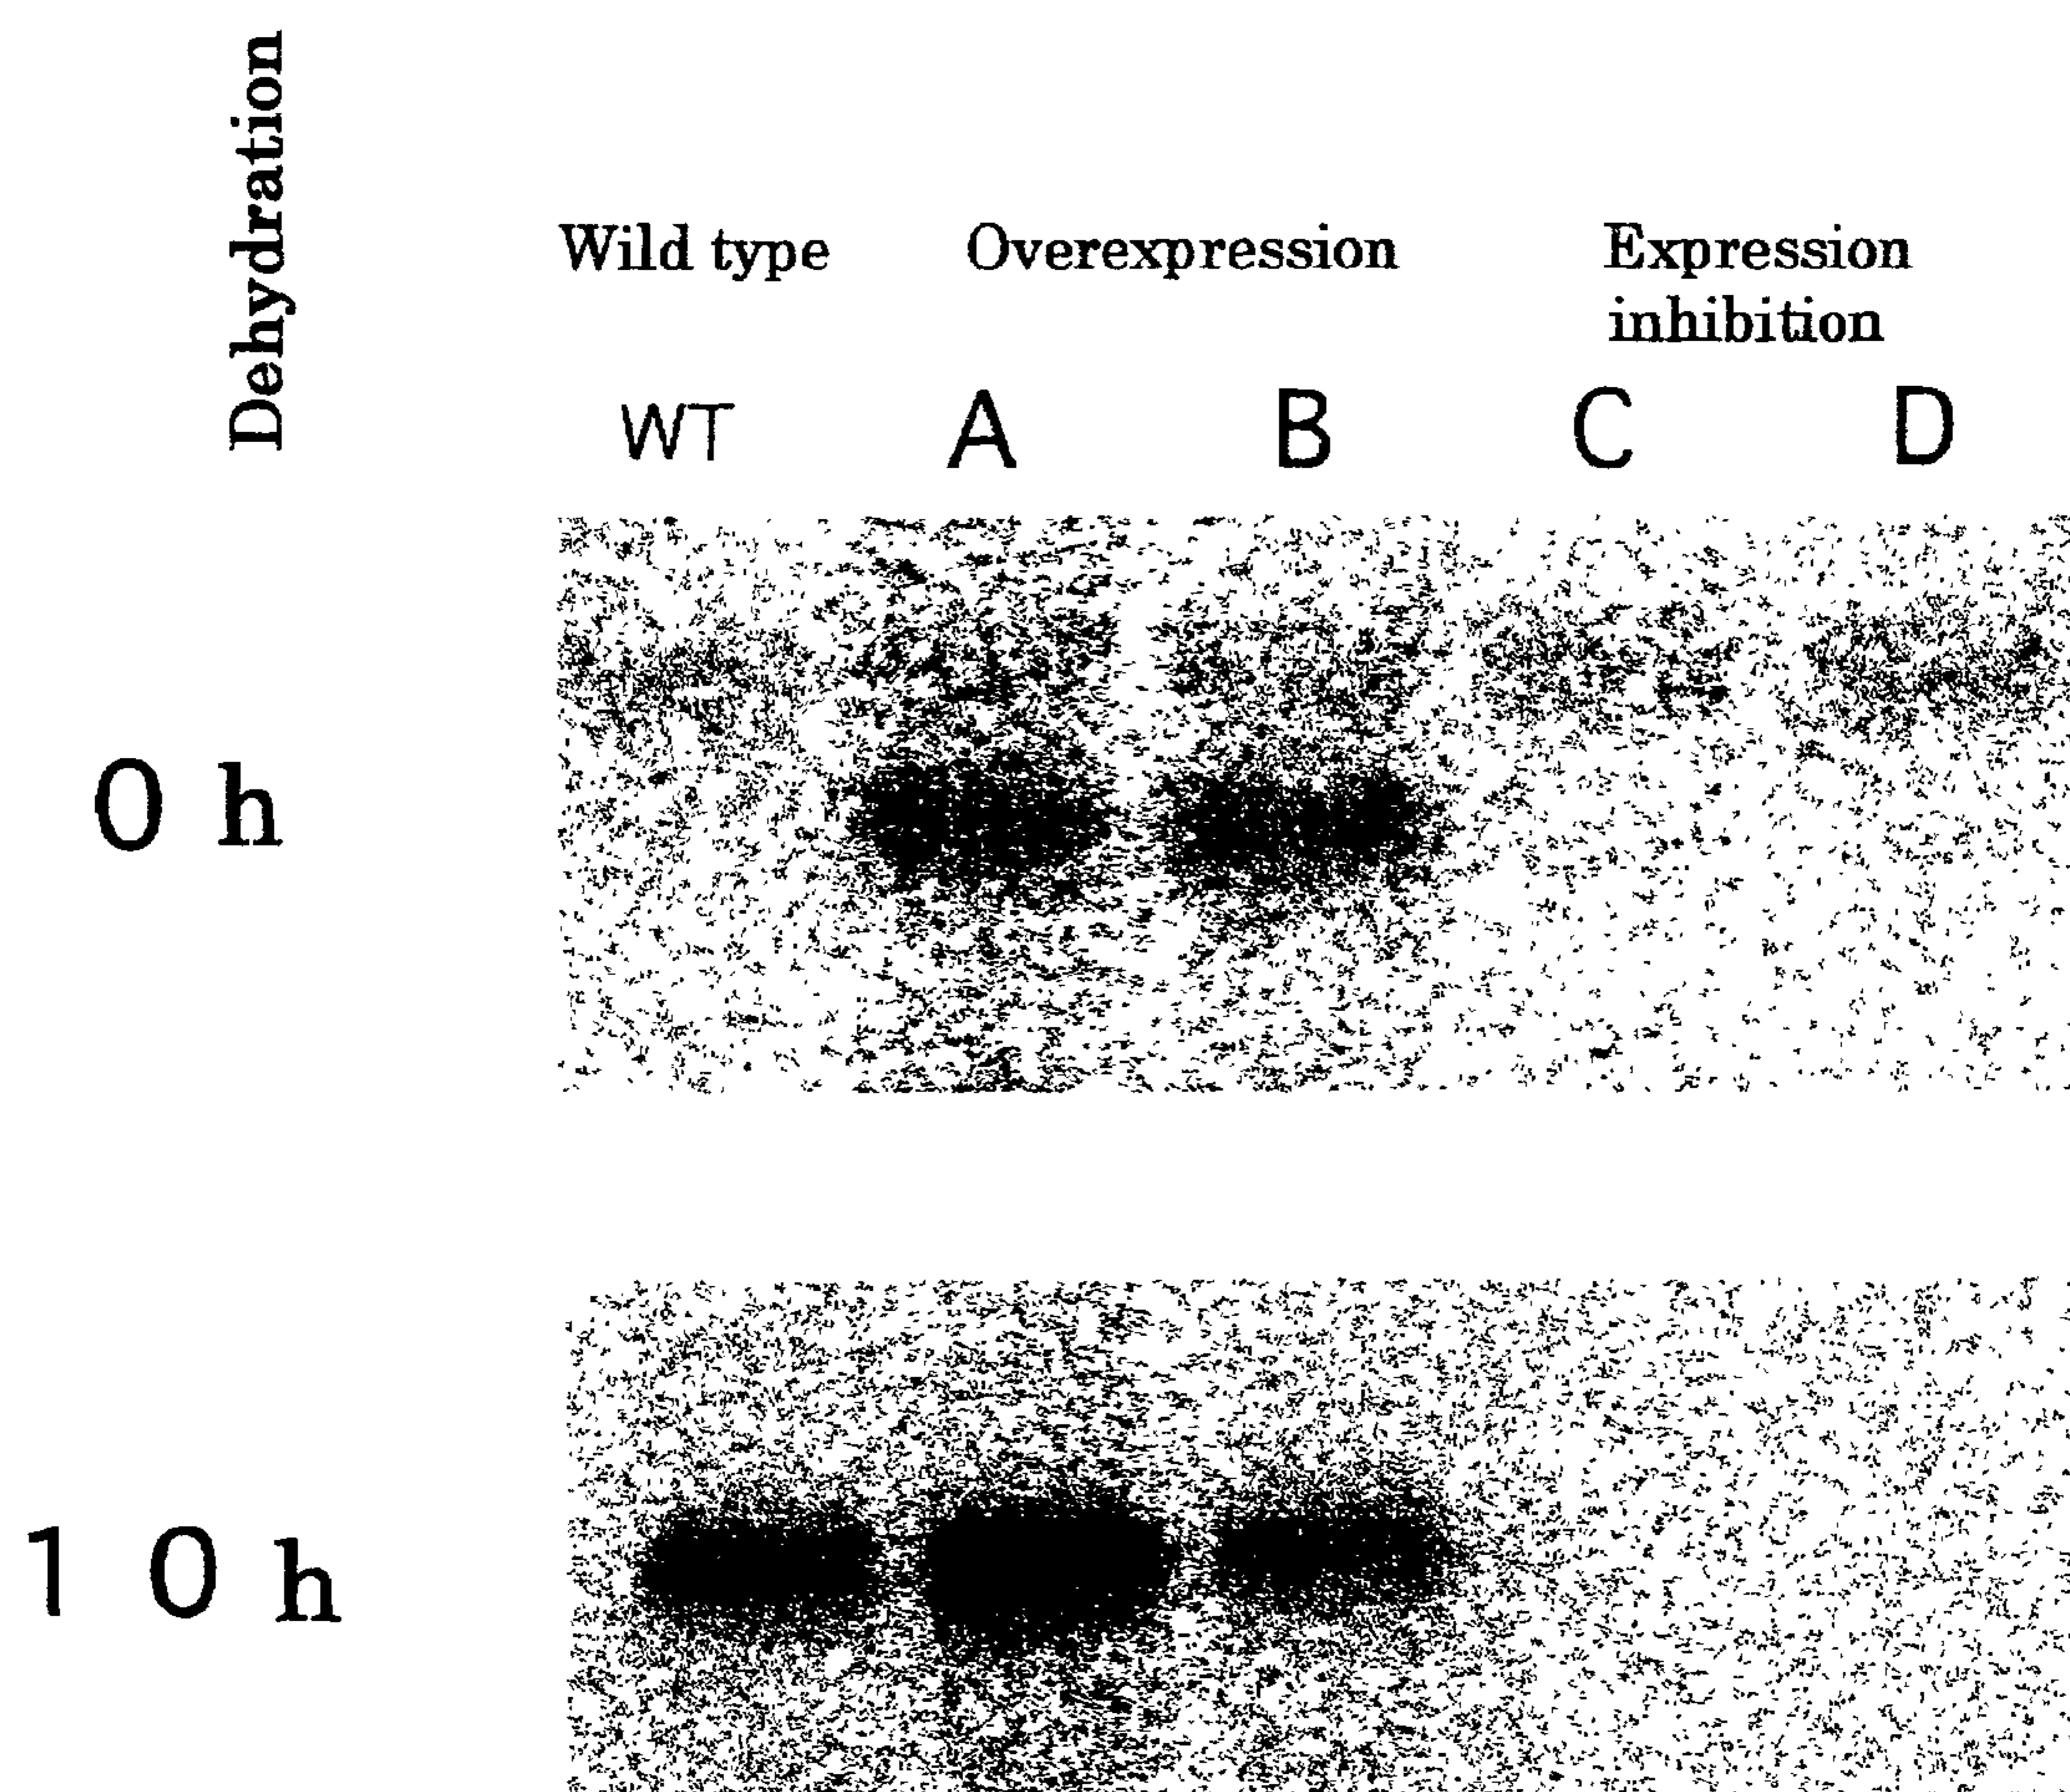 Dehydration
Wild type Overexpression Expression
inhibition
WT A B C D
0 h
10 h